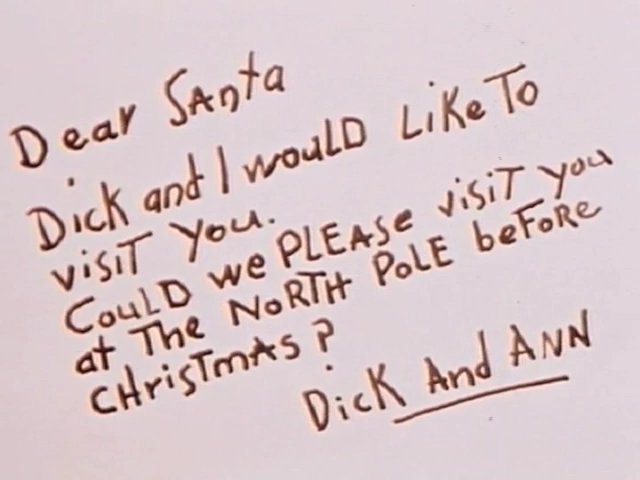 Dear SAnta
Dick and I wouLD LiKe To
visiT You.
CouLD we PLEAse visiT you
at The NoRTH PoLE beFoRe
CHrisTmAs?
DicK And ANN